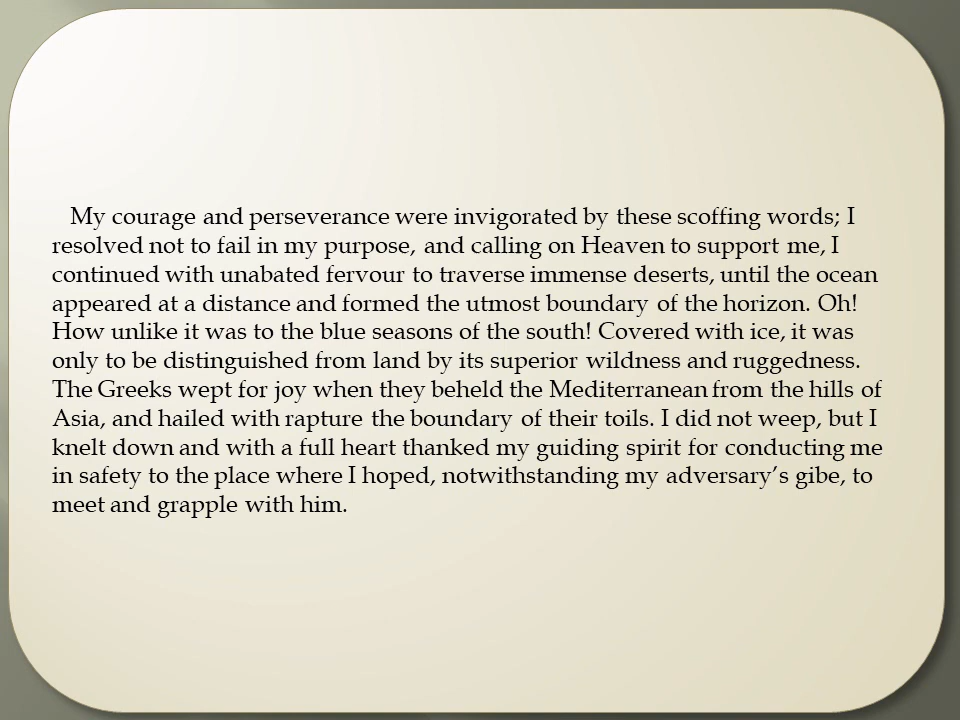 My courage and perseverance were invigorated by these scoffing words; I
resolved not to fail in my purpose, and calling on Heaven to support me, I
continued with unabated fervour to traverse immense deserts, until the ocean
appeared at a distance and formed the utmost boundary of the horizon. Oh!
How unlike it was to the blue seasons of the south! Covered with ice, it was
only to be distinguished from land by its superior wildness and ruggedness.
The Greeks wept for joy when they beheld the Mediterranean from the hills of
Asia, and hailed with rapture the boundary of their toils. I did not weep, but I
knelt down and with a full heart thanked my guiding spirit for conducting me
in safety to the place where I hoped, notwithstanding my adversary’s gibe, to
meet and grapple with him.